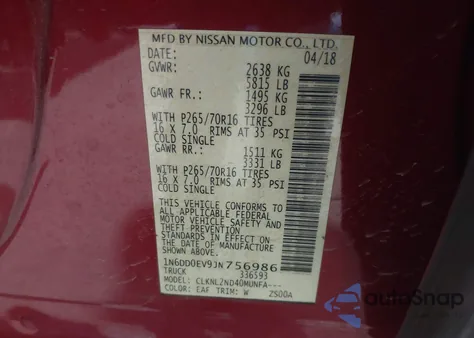 MFD BY NISSAN MOTOR CO., LTD.
DATE: 04/18
GVWR: 2638 KG
5815 LB
GAWR FR.: 1495 KG
3296 LB
WITH P265/70R16 TIRES
16 X 7.0 RIMS AT 35 PSI
COLD SINGLE
GAWR RR.: 1511 KG
3331 LB
WITH P265/70R16 TIRES
16 X 7.0 RIMS AT 35 PSI
COLD SINGLE
THIS VEHICLE CONFORMS TO
ALL APPLICABLE FEDERAL
MOTOR VEHICLE SAFETY AND
THEFT PREVENTION
STANDARDS IN EFFECT ON
THE DATE OF MANUFACTURE
SHOWN ABOVE.
1N6DD0EV9JN756986
TRUCK 336593
MODEL: CLKNL2ND40MUNFA---
COLOR: EAF TRIM: W ZS00A
AutoSnap